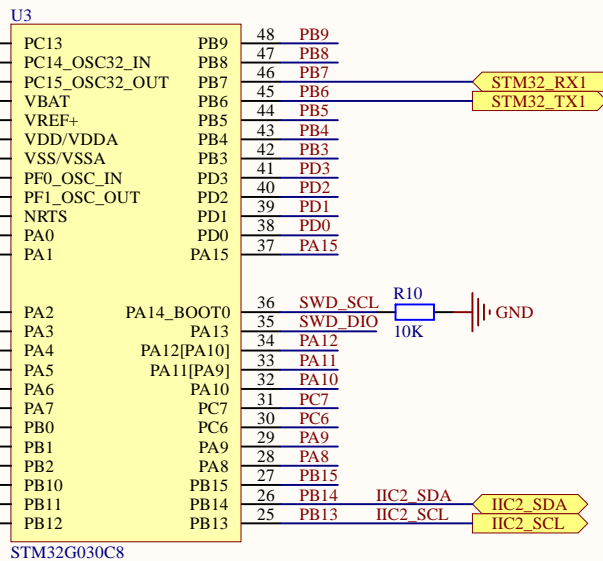 U3
PC13 PB9 48 PB9
PC14_OSC32_IN PB8 47 PB8
PC15_OSC32_OUT PB7 46 PB7 STM32_RX1
VBAT PB6 45 PB6 STM32_TX1
VREF+ PB5 44 PB5
VDD/VDDA PB4 43 PB4
VSS/VSSA PB3 42 PB3
PF0_OSC_IN PD3 41 PD3
PF1_OSC_OUT PD2 40 PD2
NRTS PD1 39 PD1
PA0 PD0 38 PD0
PA1 PA15 37 PA15
PA2 PA14_BOOT0 36 SWD_SCL R10 GND
PA3 PA13 35 SWD_DIO 10K
PA4 PA12[PA10] 34 PA12
PA5 PA11[PA9] 33 PA11
PA6 PA10 32 PA10
PA7 PC7 31 PC7
PB0 PC6 30 PC6
PB1 PA9 29 PA9
PB2 PA8 28 PA8
PB10 PB15 27 PB15
PB11 PB14 26 PB14 IIC2_SDA IIC2_SDA
PB12 PB13 25 PB13 IIC2_SCL IIC2_SCL
STM32G030C8